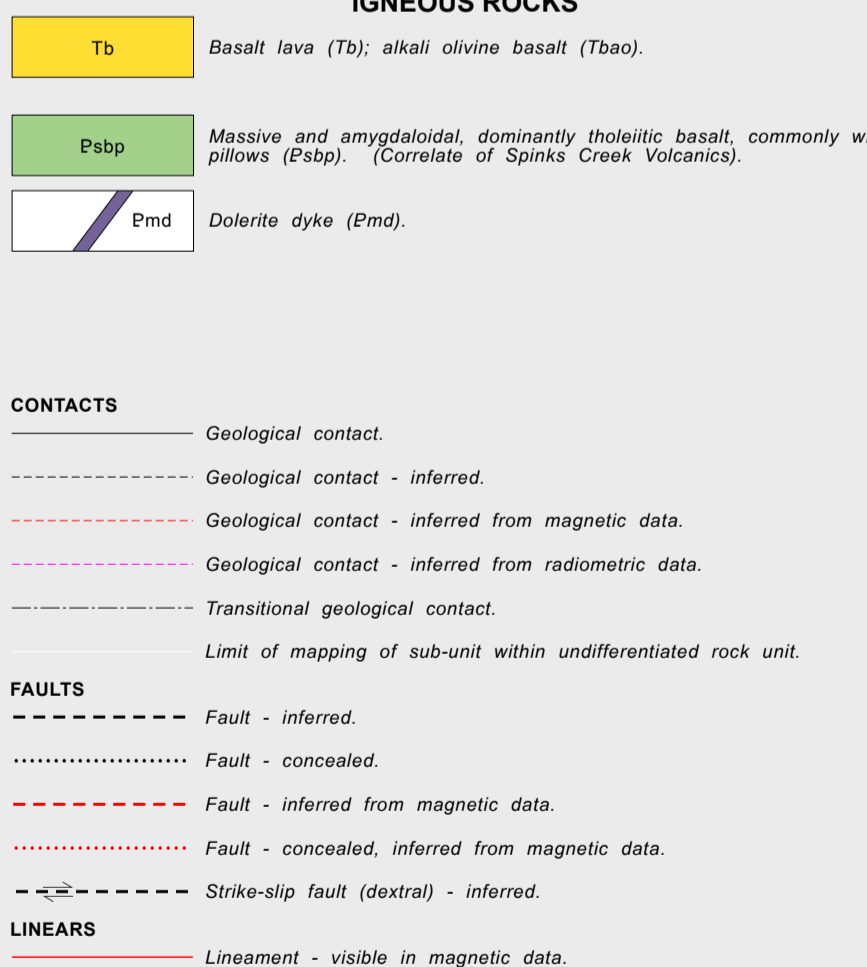 IGNEOUS ROCKS
Tb
Basalt lava (Tb); alkali olivine basalt (Tbao).
Ꝑsbp
Massive and amygdaloidal, dominantly tholeiitic basalt, commonly
pillows (Ꝑsbp). (Correlate of Spinks Creek Volcanics).
Ꝑmd
Dolerite dyke (Ꝑmd).
CONTACTS
Geological contact.
Geological contact - inferred.
Geological contact - inferred from magnetic data.
Geological contact - inferred from radiometric data.
Transitional geological contact.
Limit of mapping of sub-unit within undifferentiated rock unit.
FAULTS
Fault - inferred.
Fault - concealed.
Fault - inferred from magnetic data.
Fault - concealed, inferred from magnetic data.
Strike-slip fault (dextral) - inferred.
LINEARS
Lineament - visible in magnetic data.